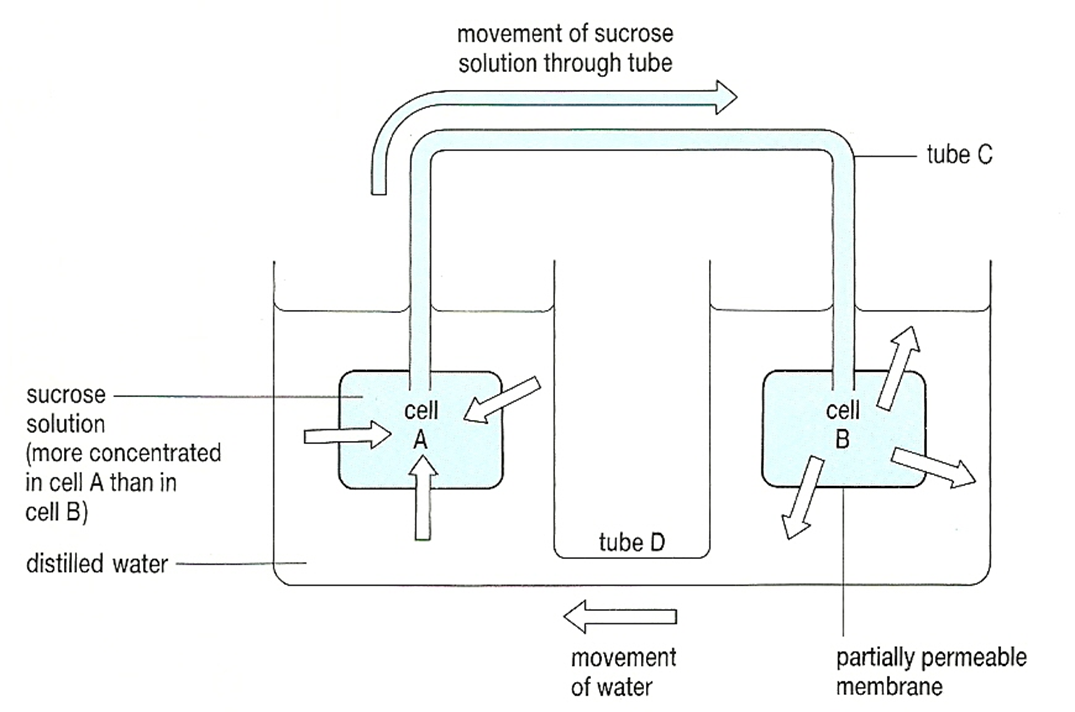 movement of sucrose
solution through tube
tube C
sucrose
solution
(more concentrated
in cell A than in
cell B)
cell
A
cell
B
tube D
distilled water
movement
of water
partially permeable
membrane